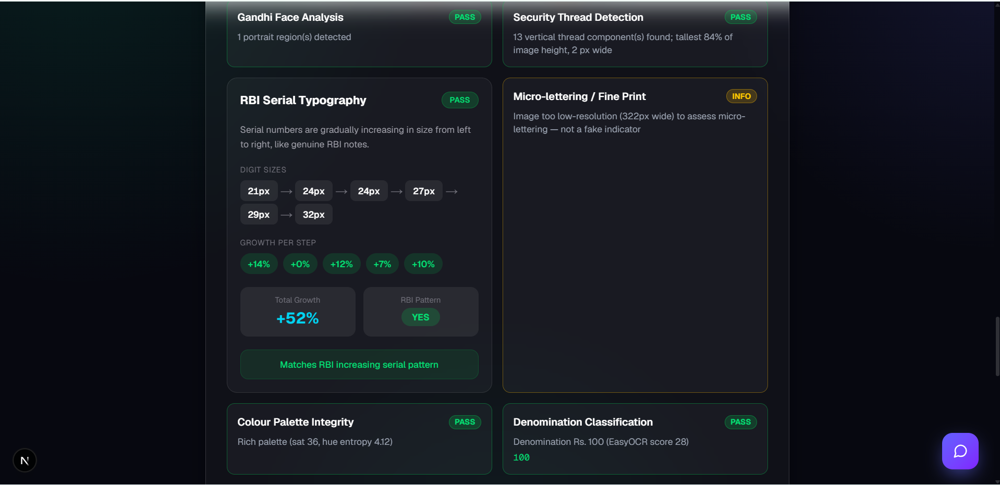 Gandhi Face Analysis
PASS
1 portrait region(s) detected
Security Thread Detection
PASS
13 vertical thread component(s) found; tallest 84% of
image height, 2 px wide
RBI Serial Typography
PASS
Serial numbers are gradually increasing in size from left
to right, like genuine RBI notes.
DIGIT SIZES
21px → 24px → 24px → 27px →
29px → 32px
GROWTH PER STEP
+14% +0% +12% +7% +10%
Total Growth
+52%
RBI Pattern
YES
Matches RBI increasing serial pattern
Micro-lettering / Fine Print
INFO
Image too low-resolution (322px wide) to assess micro-
lettering — not a fake indicator
Colour Palette Integrity
PASS
Rich palette (sat 36, hue entropy 4.12)
Denomination Classification
PASS
Denomination Rs. 100 (EasyOCR score 28)
100
N